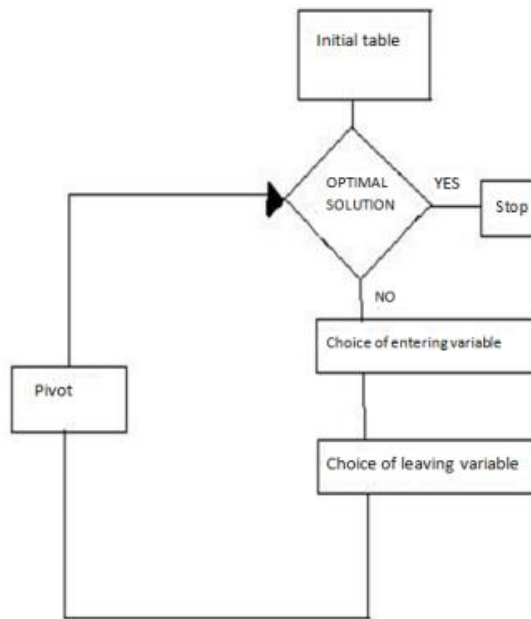 Initial table
OPTIMAL
SOLUTION
YES
Stop
NO
Choice of entering variable
Pivot
Choice of leaving variable